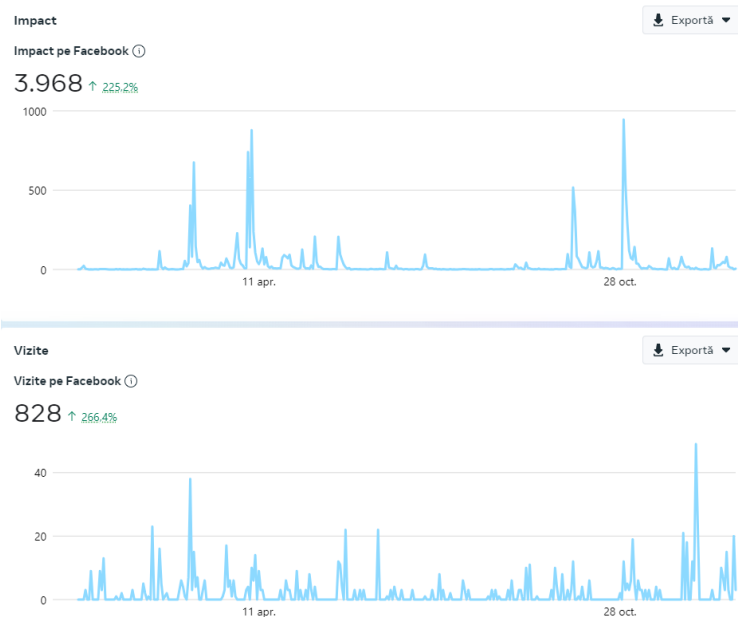 Impact
Exportă
Impact pe Facebook
3.968 ↑ 225,2%
1000
500
0
11 apr. 28 oct.
Vizite
Exportă
Vizite pe Facebook
828 ↑ 266,4%
40
20
0
11 apr. 28 oct.